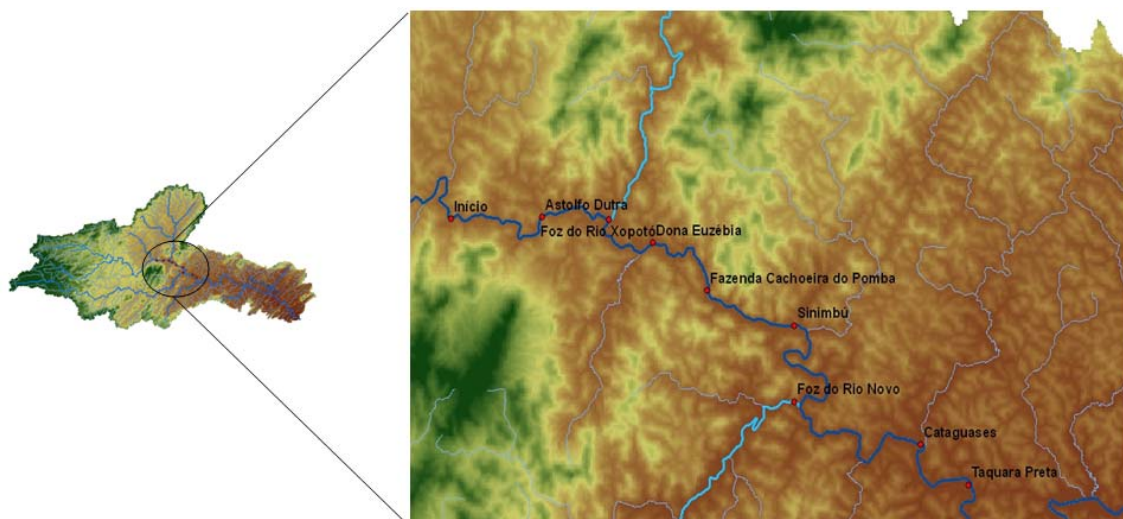 Início
Astolfo Dutra
Foz do Rio Xopotó
Dona Euzébia
Fazenda Cachoeira do Pomba
Sinimbú
Foz do Rio Novo
Cataguases
Taquara Preta